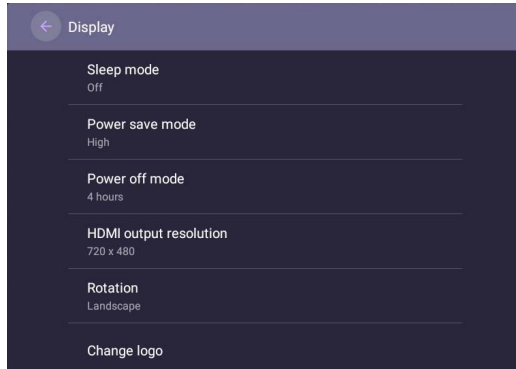 Display
Sleep mode
Off
Power save mode
High
Power off mode
4 hours
HDMI output resolution
720 x 480
Rotation
Landscape
Change logo